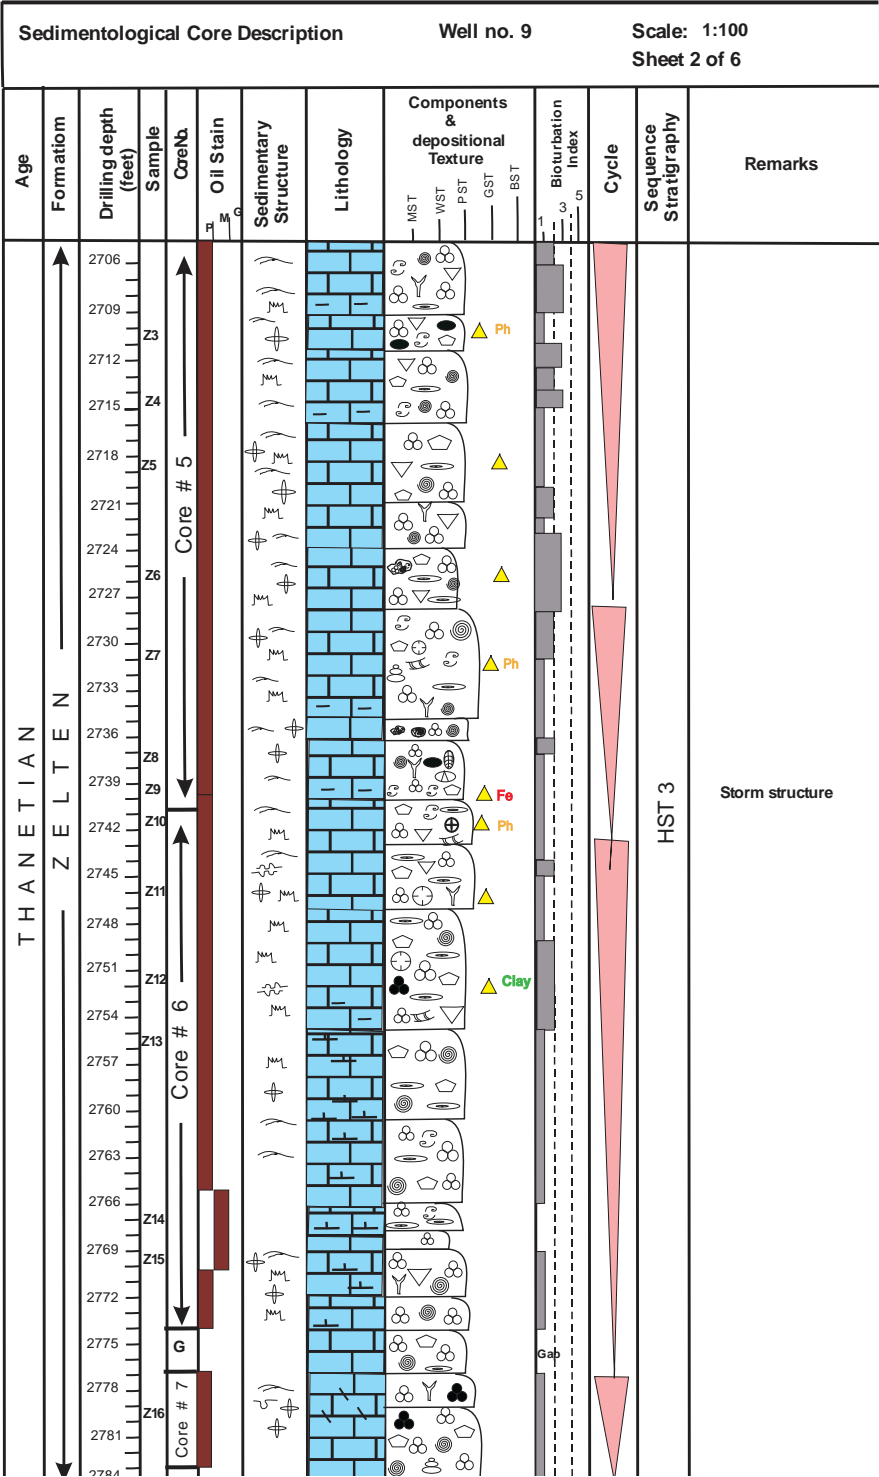 Sedimentological Core Description
Well no. 9
Scale: 1:100
Sheet 2 of 6
Age
Formatiom
Drilling depth (feet)
Sample
CoreNo.
Oil Stain
P
M
G
Sedimentary Structure
Lithology
Components
&
depositional
Texture
MST
WST
PST
GST
BST
Bioturbation Index
1
3
5
Cycle
Sequence Stratigraphy
Remarks
THANETIAN
ZELTEN
2706
2709
2712
2715
2718
2721
2724
2727
2730
2733
2736
2739
2742
2745
2748
2751
2754
2757
2760
2763
2766
2769
2772
2775
2778
2781
2784
Z3
Z4
Z5
Z6
Z7
Z8
Z9
Z10
Z11
Z12
Z13
Z14
Z15
Z16
Core # 5
Core # 6
G
Core # 7
Ph
Ph
Fe
Ph
Clay
Gab
HST 3
Storm structure